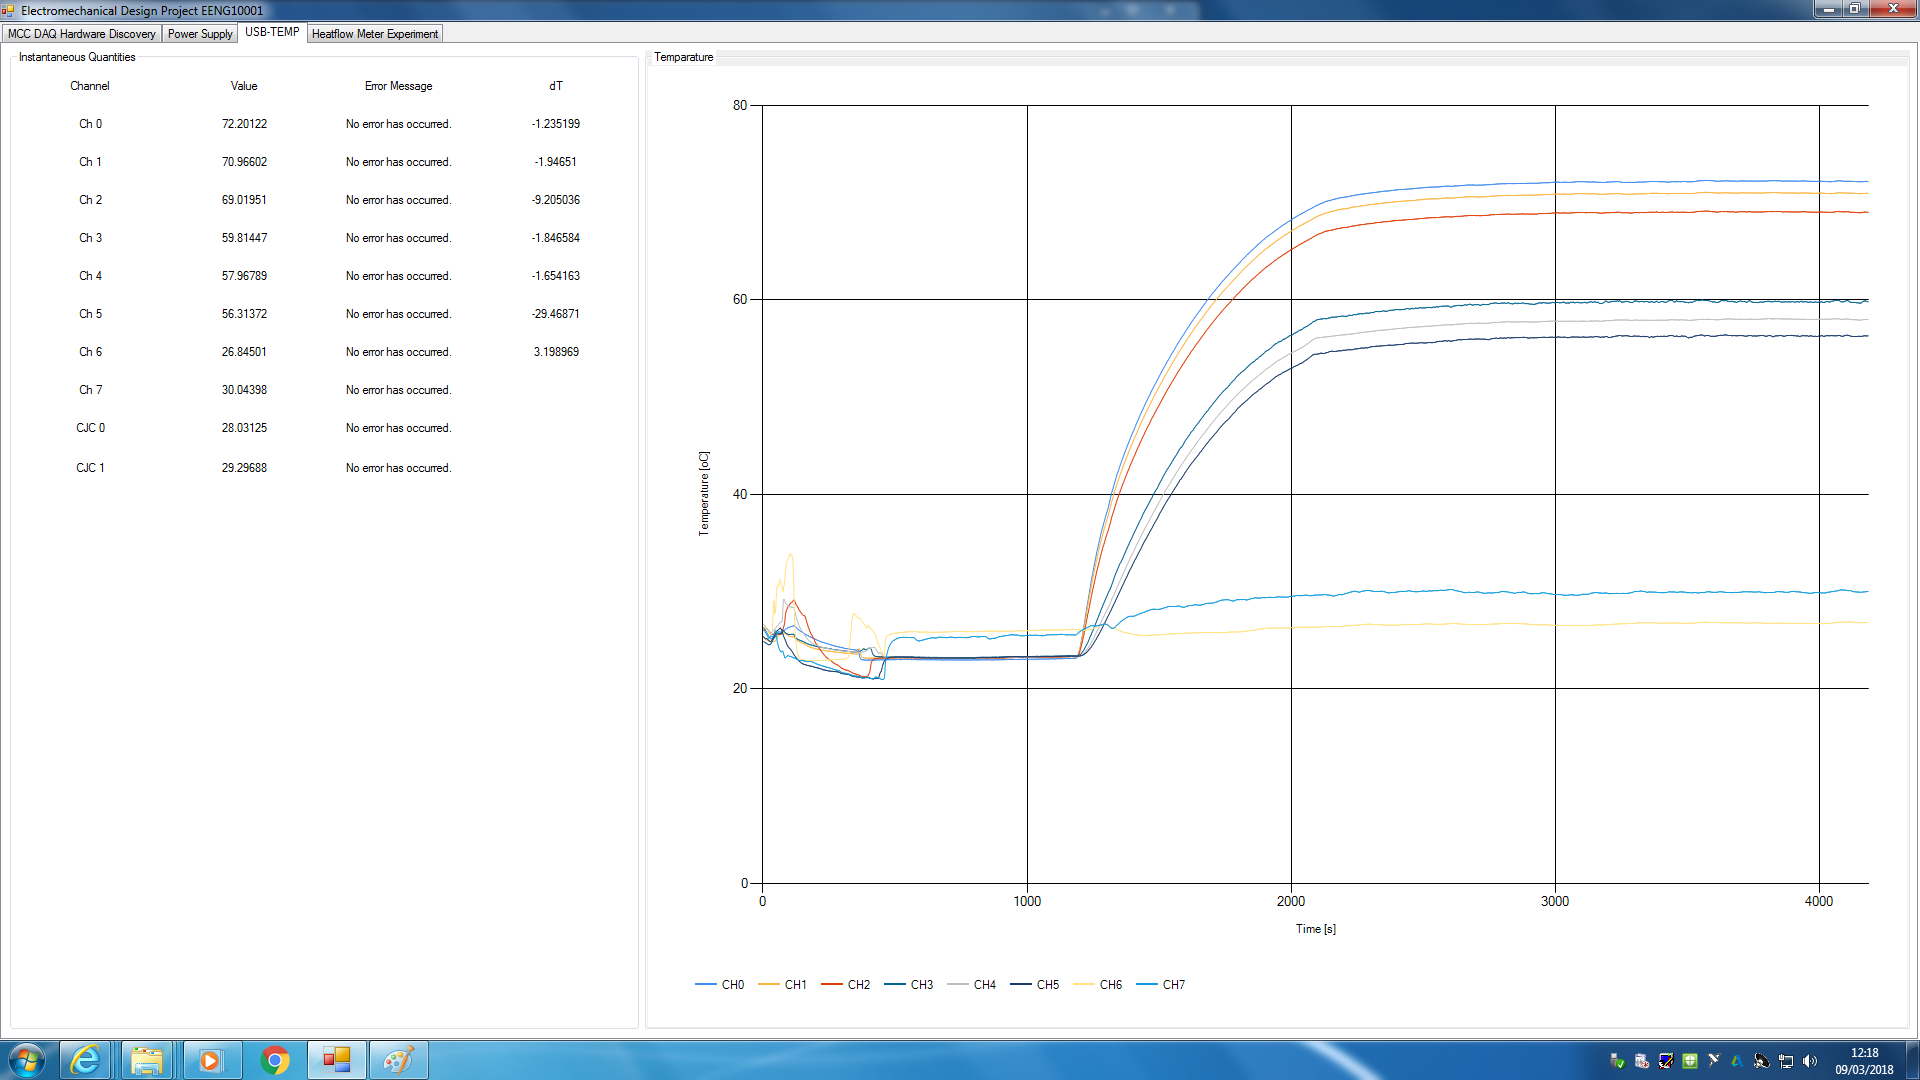 Electromechanical Design Project EENG10001
MCC DAQ Hardware Discovery Power Supply USB-TEMP Heatflow Meter Experiment
Instantaneous Quantities
Channel Value Error Message dT
Ch 0 72.20122 No error has occurred. -1.235199
Ch 1 70.96602 No error has occurred. -1.94651
Ch 2 69.01951 No error has occurred. -9.205036
Ch 3 59.81447 No error has occurred. -1.846584
Ch 4 57.96789 No error has occurred. -1.654163
Ch 5 56.31372 No error has occurred. -29.46871
Ch 6 26.84501 No error has occurred. 3.198969
Ch 7 30.04398 No error has occurred.
CJC 0 28.03125 No error has occurred.
CJC 1 29.29688 No error has occurred.
Temparature
80
60
40
20
0
Temperature [oC]
0 1000 2000 3000 4000
Time [s]
CH0 CH1 CH2 CH3 CH4 CH5 CH6 CH7
12:18
09/03/2018